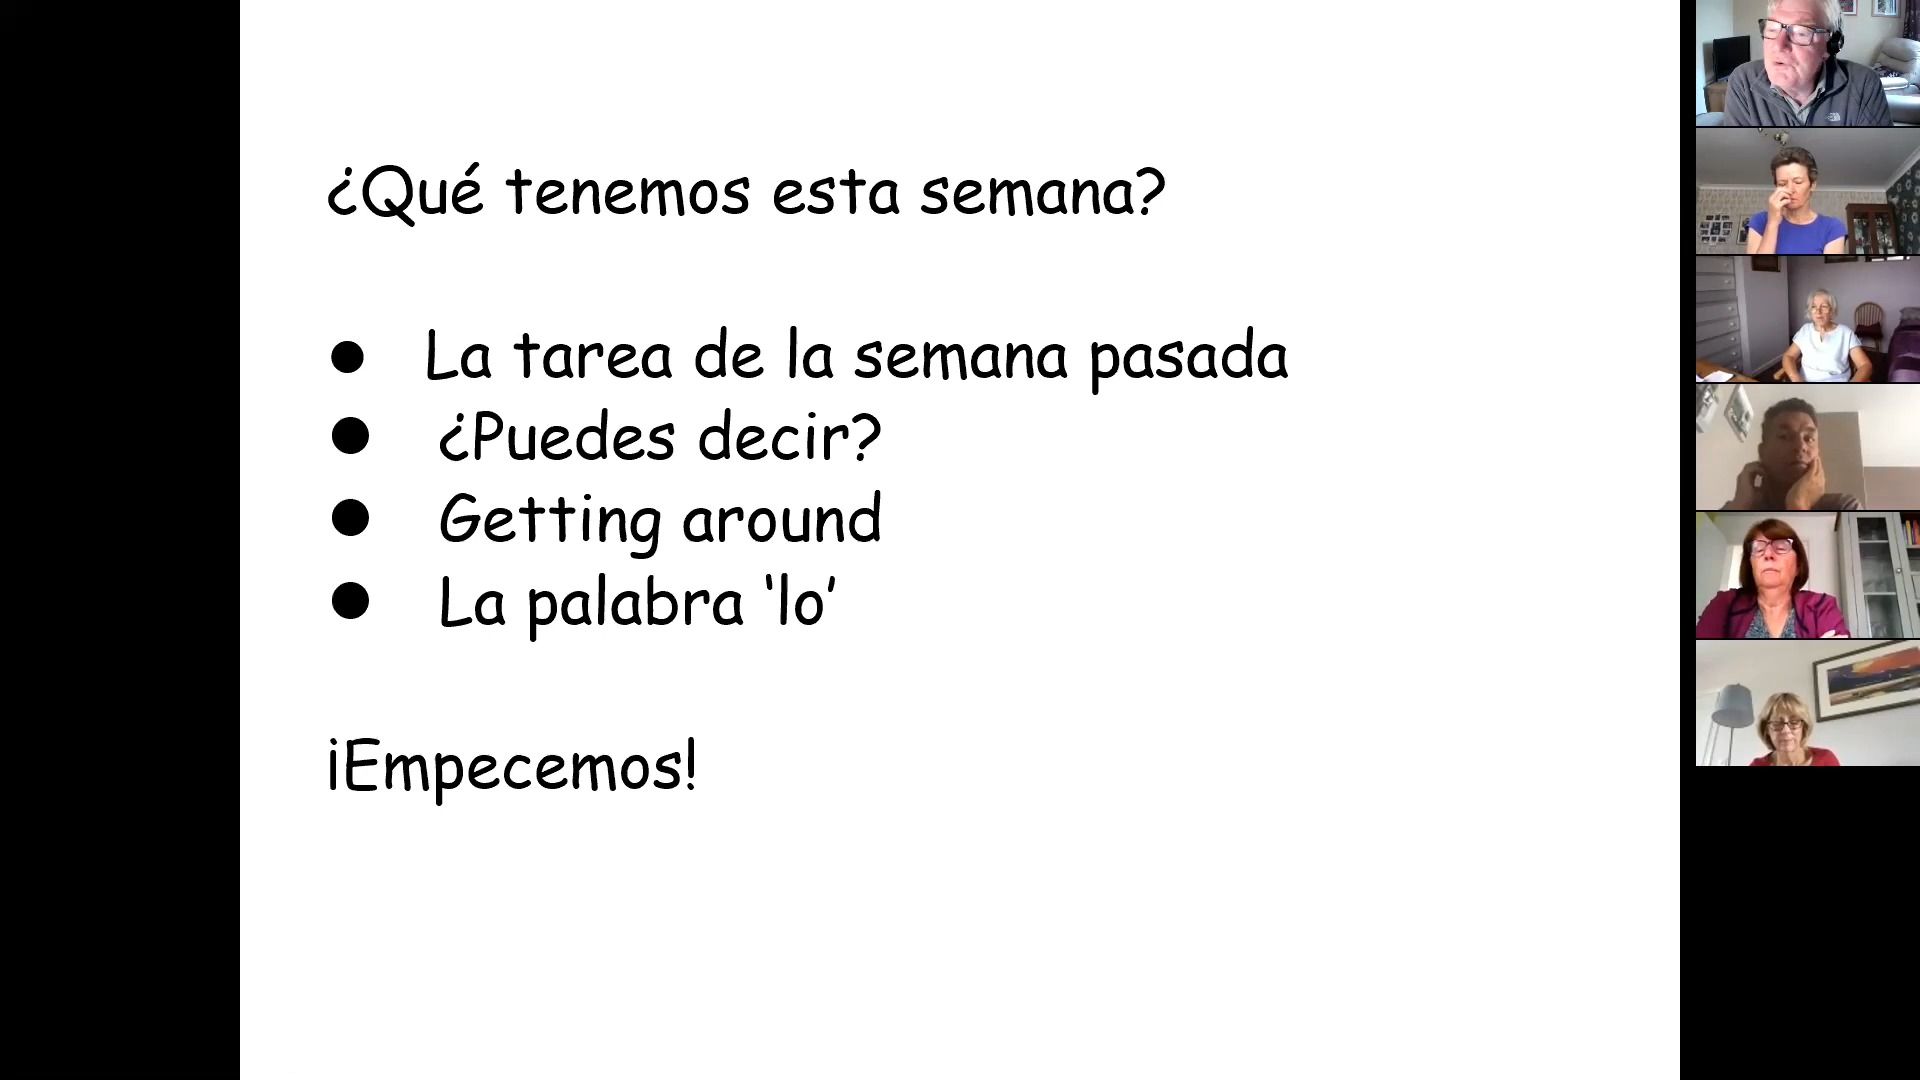 ¿Qué tenemos esta semana?
● La tarea de la semana pasada
● ¿Puedes decir?
● Getting around
● La palabra ‘lo’
¡Empecemos!